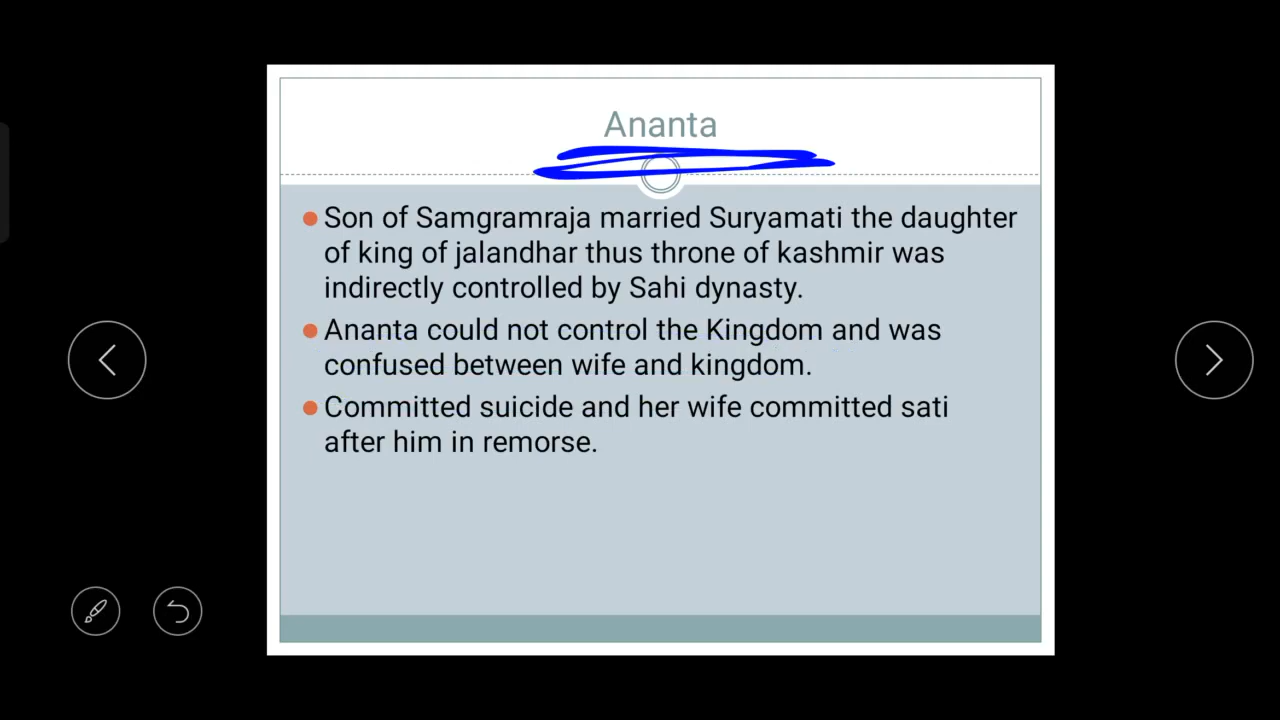 Ananta
Son of Samgramraja married Suryamati the daughter
of king of jalandhar thus throne of kashmir was
indirectly controlled by Sahi dynasty.
Ananta could not control the Kingdom and was
confused between wife and kingdom.
Committed suicide and her wife committed sati
after him in remorse.